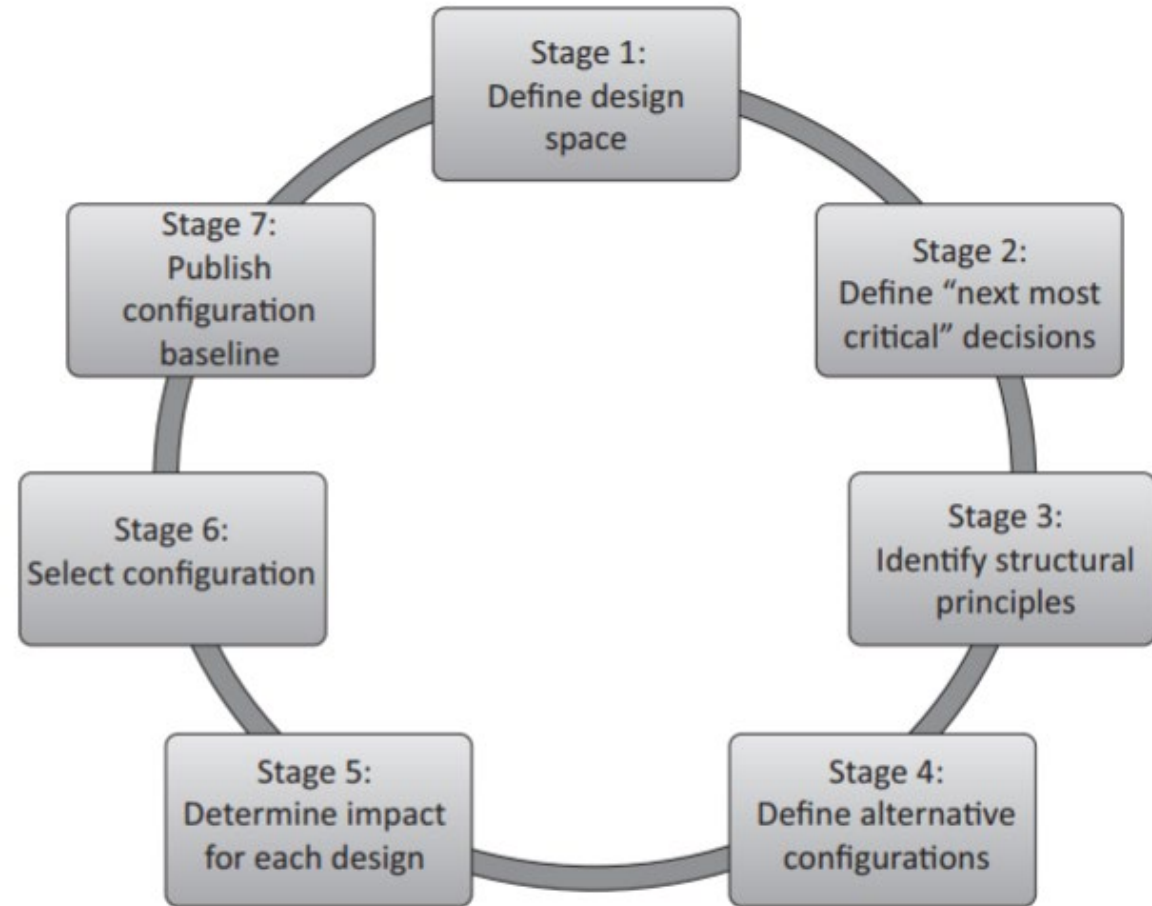 Stage 1:
Define design
space
Stage 2:
Define “next most
critical” decisions
Stage 3:
Identify structural
principles
Stage 4:
Define alternative
configurations
Stage 5:
Determine impact
for each design
Stage 6:
Select configuration
Stage 7:
Publish
configuration
baseline